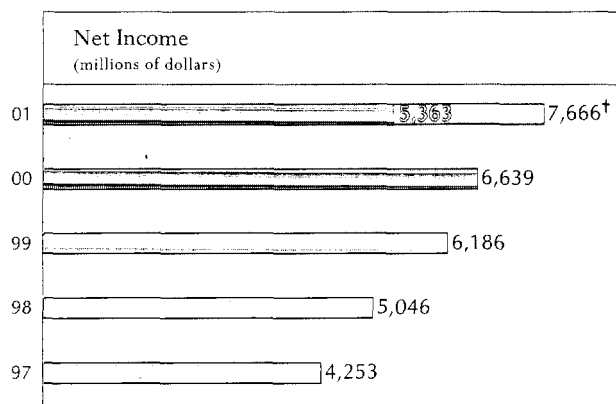 Net Income
(millions of dollars)
01 5,363 7,666†
00 6,639
99 6,186
98 5,046
97 4,253